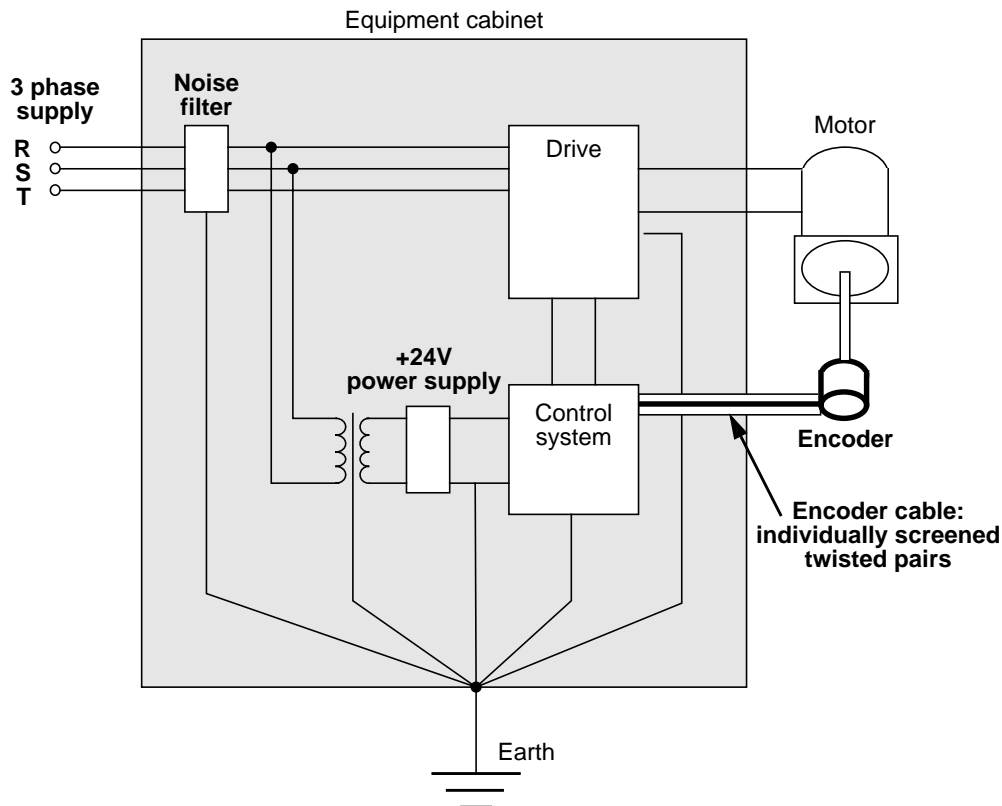 Equipment cabinet
3 phase
supply
R
S
T
Noise
filter
Drive
Motor
+24V
power supply
Control
system
Encoder
Encoder cable:
individually screened
twisted pairs
Earth